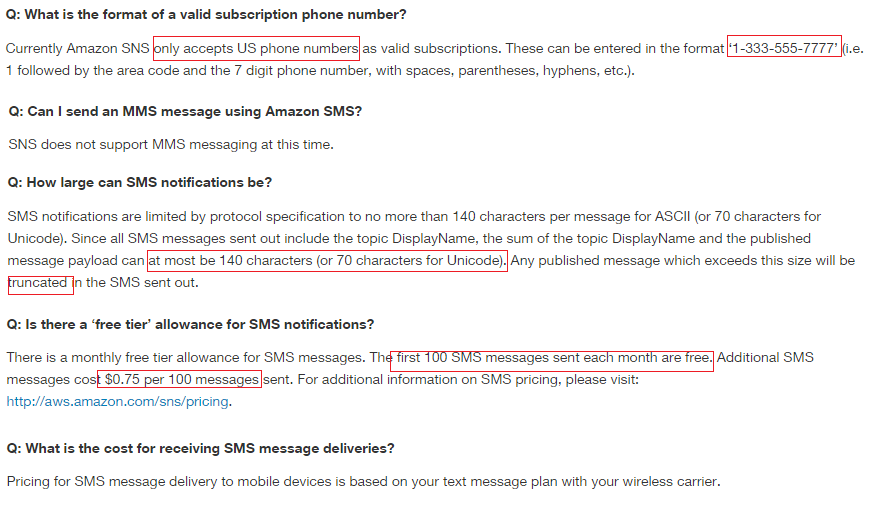 Q: What is the format of a valid subscription phone number?
Currently Amazon SNS only accepts US phone numbers as valid subscriptions. These can be entered in the format ‘1-333-555-7777’ (i.e.
1 followed by the area code and the 7 digit phone number, with spaces, parentheses, hyphens, etc.).
Q: Can I send an MMS message using Amazon SMS?
SNS does not support MMS messaging at this time.
Q: How large can SMS notifications be?
SMS notifications are limited by protocol specification to no more than 140 characters per message for ASCII (or 70 characters for
Unicode). Since all SMS messages sent out include the topic DisplayName, the sum of the topic DisplayName and the published
message payload can at most be 140 characters (or 70 characters for Unicode). Any published message which exceeds this size will be
truncated in the SMS sent out.
Q: Is there a ‘free tier’ allowance for SMS notifications?
There is a monthly free tier allowance for SMS messages. The first 100 SMS messages sent each month are free. Additional SMS
messages cost $0.75 per 100 messages sent. For additional information on SMS pricing, please visit:
http://aws.amazon.com/sns/pricing.
Q: What is the cost for receiving SMS message deliveries?
Pricing for SMS message delivery to mobile devices is based on your text message plan with your wireless carrier.